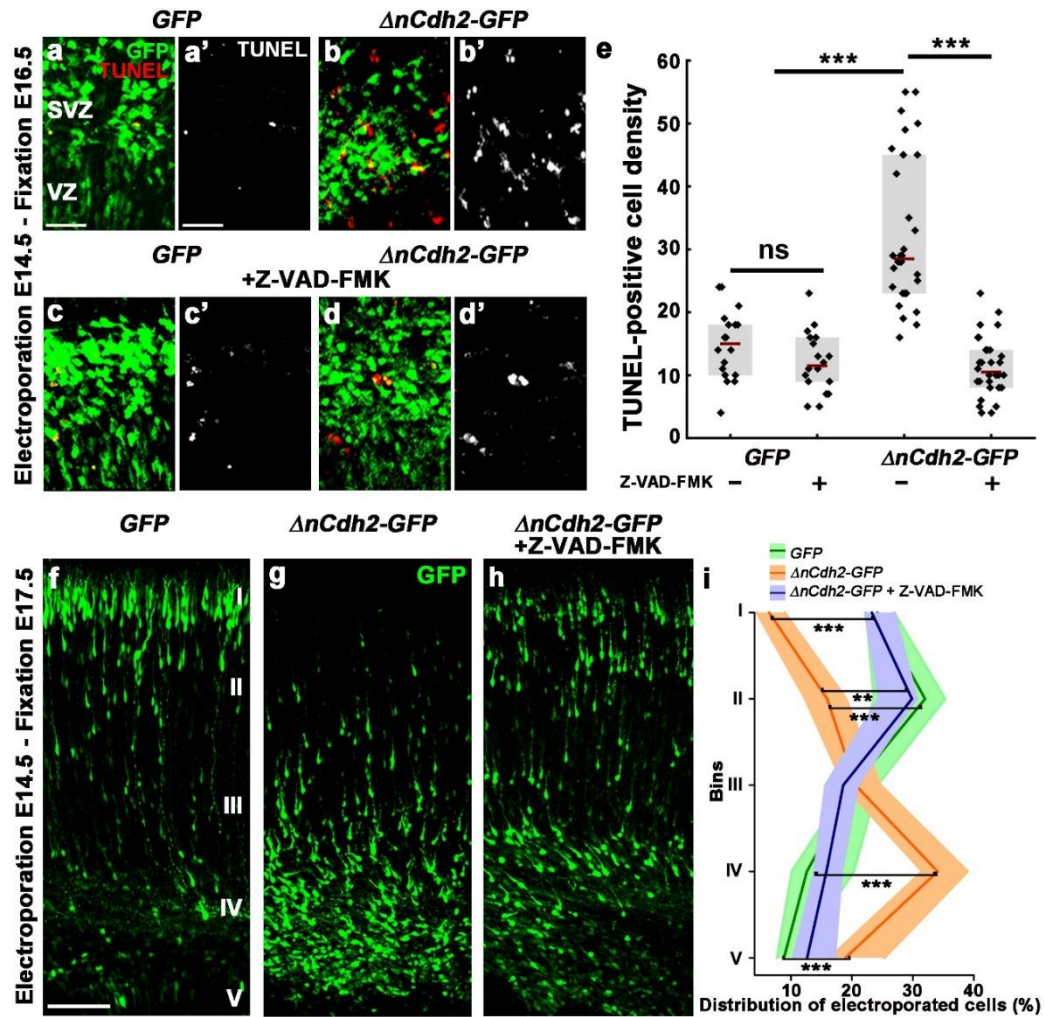 GFP ΔnCdh2-GFP
Electroporation E14.5 - Fixation E16.5
a GFP TUNEL SVZ VZ
a' TUNEL
b
b'
GFP ΔnCdh2-GFP
+Z-VAD-FMK
c
c'
d
d'
e
TUNEL-positive cell density
60
50
40
30
20
10
0
***
***
ns
GFP ΔnCdh2-GFP
Z-VAD-FMK − + − +
GFP ΔnCdh2-GFP ΔnCdh2-GFP
+Z-VAD-FMK
Electroporation E14.5 - Fixation E17.5
f
I
II
III
IV
V
g GFP
h
i
GFP
ΔnCdh2-GFP
ΔnCdh2-GFP + Z-VAD-FMK
Bins
I
II
III
IV
V
***
**
***
***
***
10 20 30 40
Distribution of electroporated cells (%)